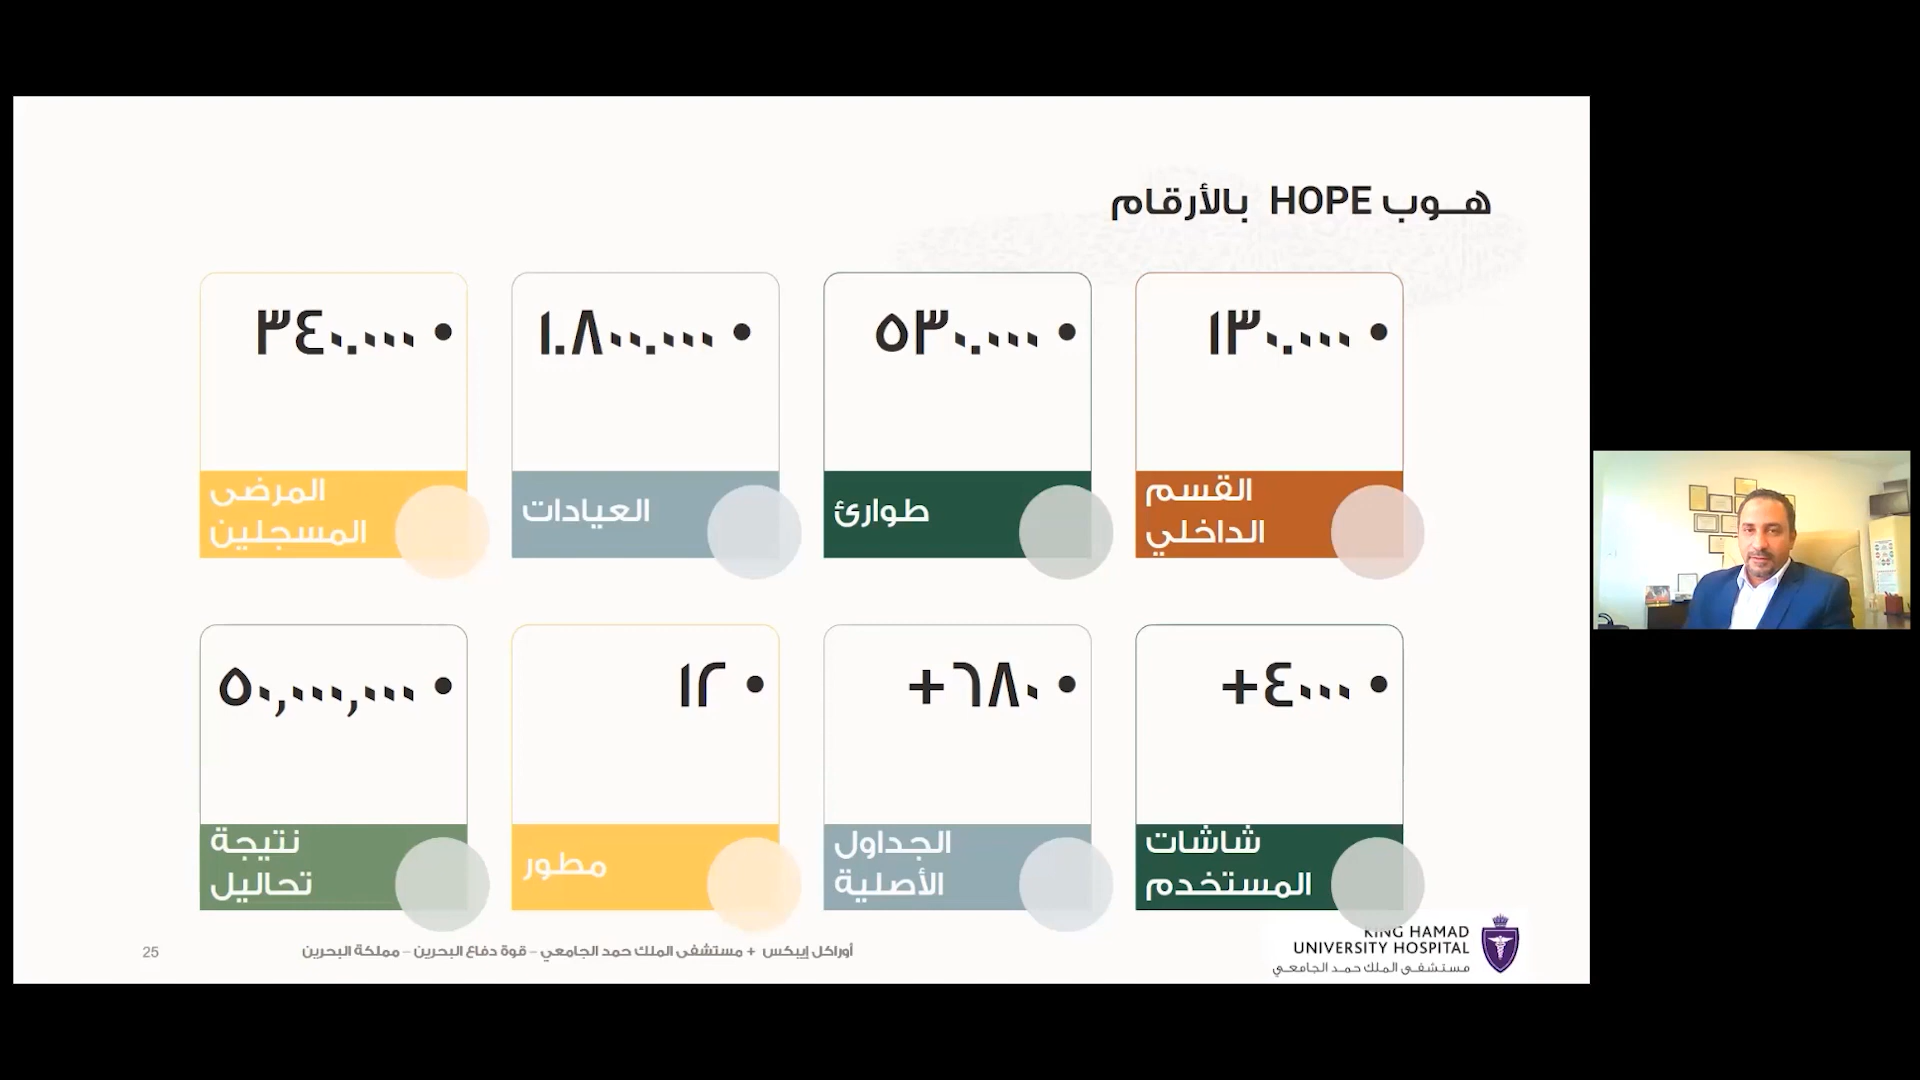 هــوب HOPE بالأرقام
• ١٣٠.٠٠٠
القسم
الداخلي
• ٥٣٠.٠٠٠
طوارئ
• ١.٨٠٠.٠٠٠
العيادات
• ٣٤٠.٠٠٠
المرضى
المسجلين
• ٤٠٠٠+
شاشات
المستخدم
• ٦٨٠+
الجداول
الأصلية
• ١٢
مطور
• ٥٠,٠٠٠,٠٠٠
نتيجة
تحاليل
KING HAMAD
UNIVERSITY HOSPITAL
مستشفى الملك حمد الجامعي
أوراكل إيبكس + مستشفى الملك حمد الجامعي – قوة دفاع البحرين – مملكة البحرين
25